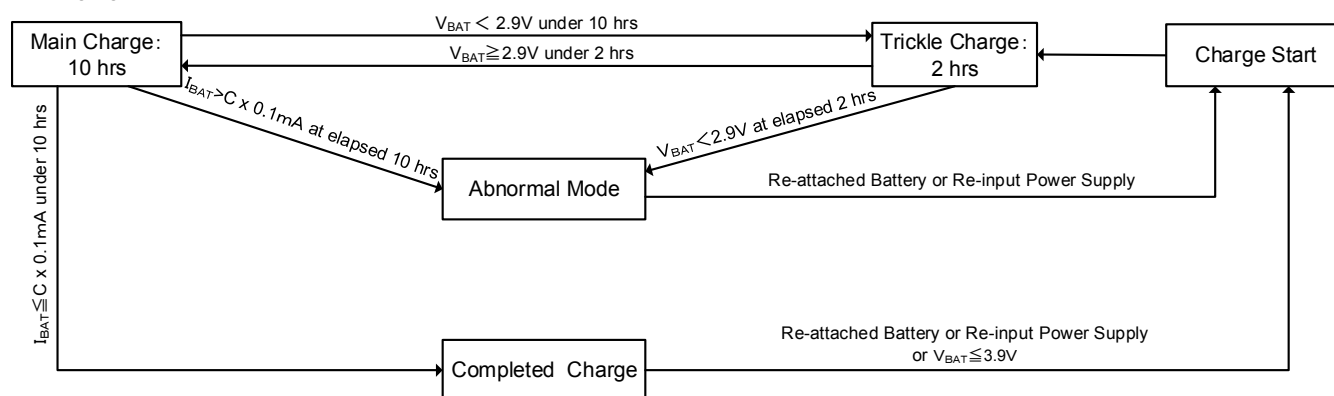 V_BAT < 2.9V under 10 hrs
Main Charge:
10 hrs
V_BAT≧2.9V under 2 hrs
Trickle Charge:
2 hrs
Charge Start
I_BAT>C x 0.1mA at elapsed 10 hrs
V_BAT<2.9V at elapsed 2 hrs
Abnormal Mode
Re-attached Battery or Re-input Power Supply
I_BAT≦C x 0.1mA under 10 hrs
Re-attached Battery or Re-input Power Supply
or V_BAT≦3.9V
Completed Charge